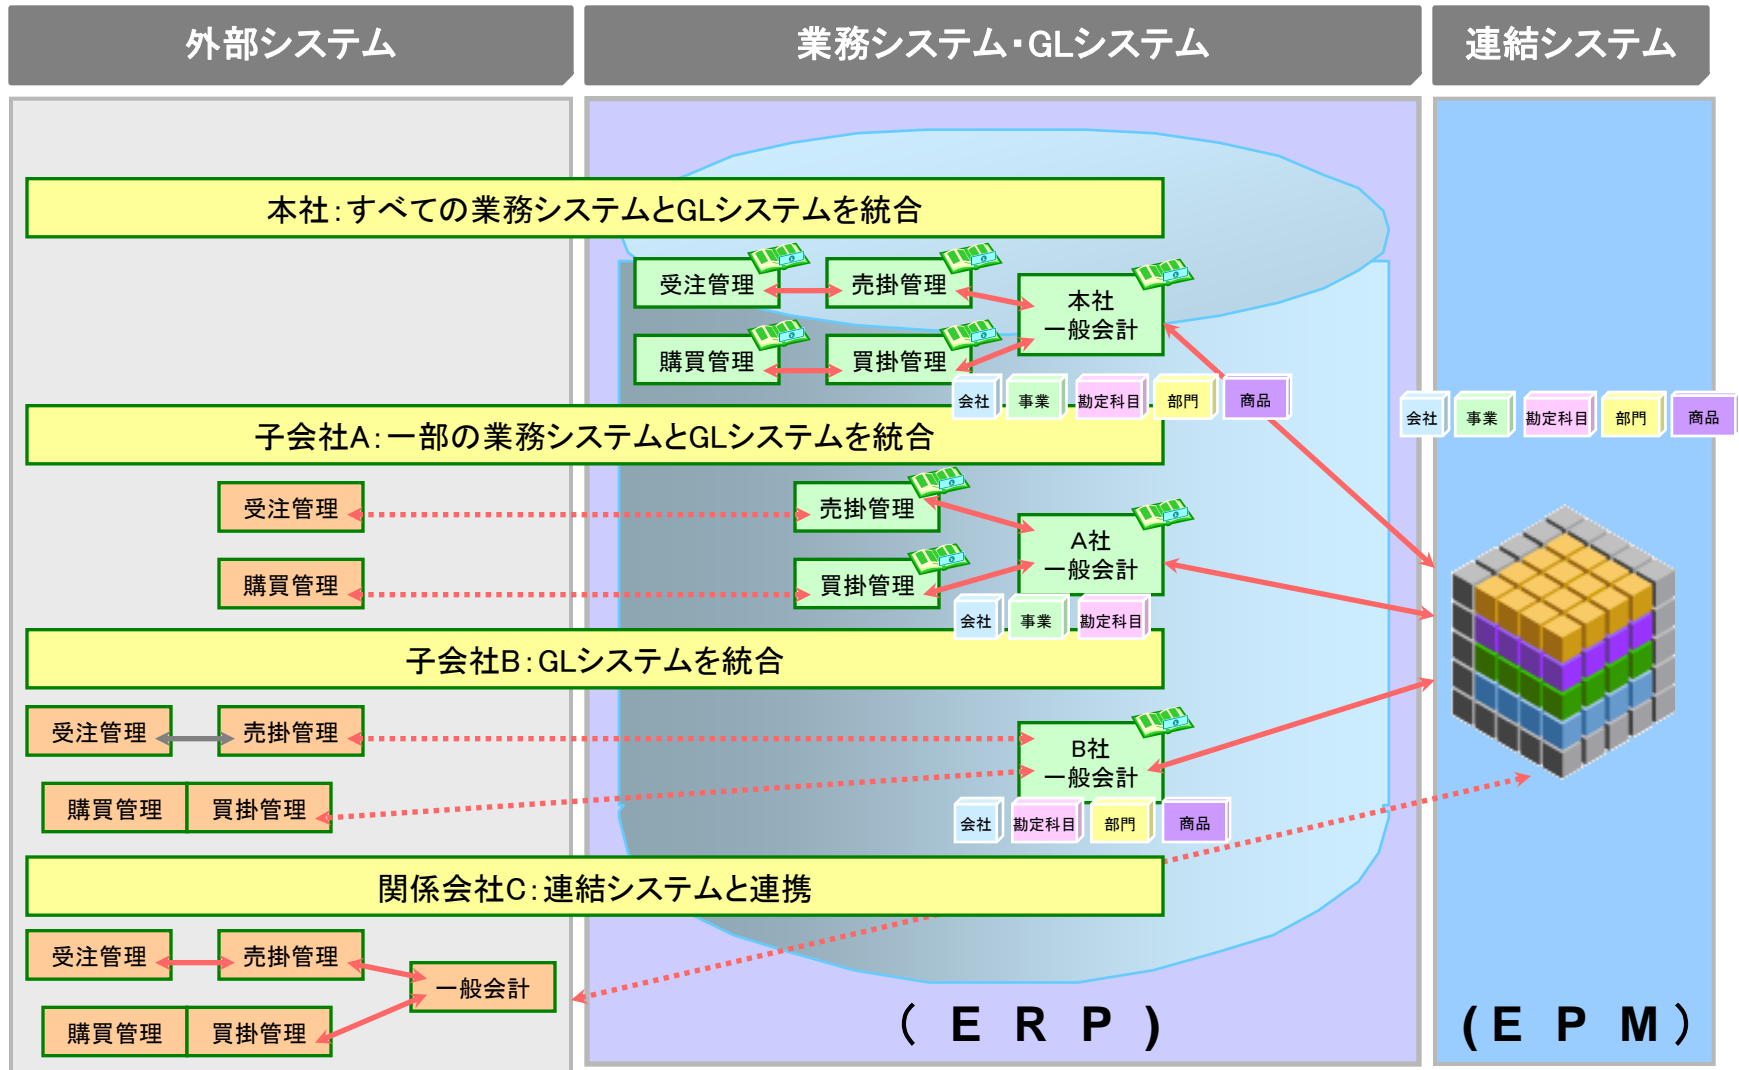 外部システム
業務システム・GLシステム
連結システム
本社：すべての業務システムとGLシステムを統合
受注管理
売掛管理
本社
一般会計
購買管理
買掛管理
会社
事業
勘定科目
部門
商品
会社
事業
勘定科目
部門
商品
子会社A：一部の業務システムとGLシステムを統合
受注管理
売掛管理
A社
一般会計
購買管理
買掛管理
会社
事業
勘定科目
子会社B：GLシステムを統合
受注管理
売掛管理
B社
一般会計
購買管理
買掛管理
会社
勘定科目
部門
商品
関係会社C：連結システムと連携
受注管理
売掛管理
一般会計
購買管理
買掛管理
（ＥＲＰ）
（ＥＰＭ）